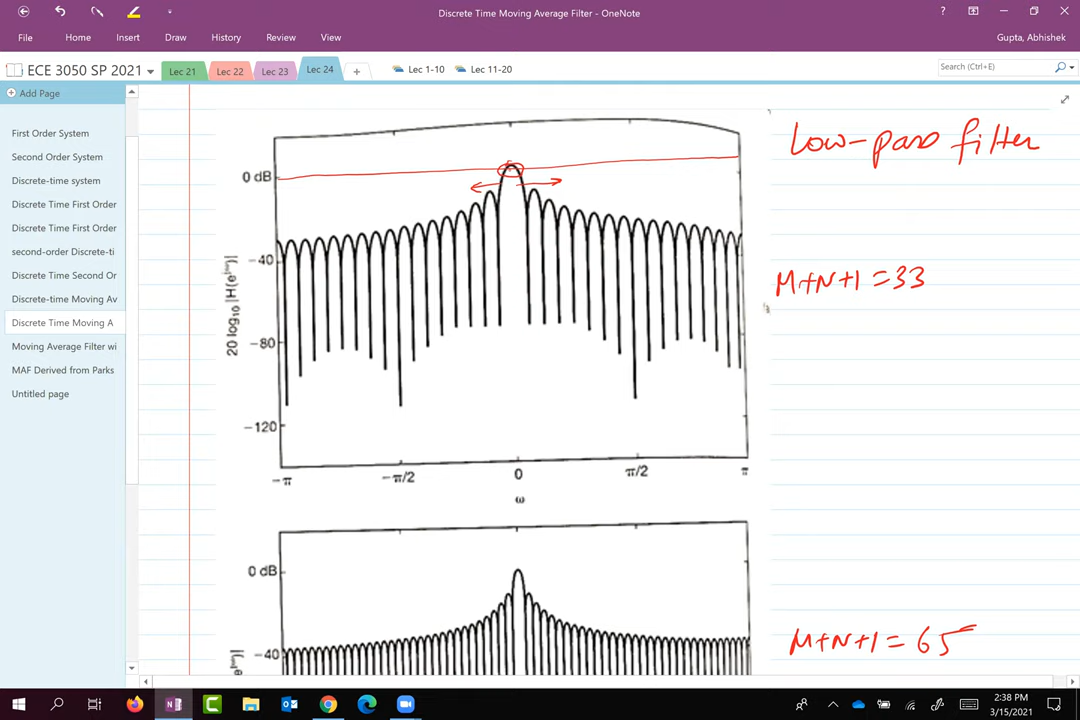 Discrete Time Moving Average Filter - OneNote
?
File Home Insert Draw History Review View
Gupta, Abhishek
ECE 3050 SP 2021
Lec 21
Lec 22
Lec 23
Lec 24
+
Lec 1-10
Lec 11-20
Search (Ctrl+E)
Add Page
First Order System
Second Order System
Discrete-time system
Discrete Time First Order
Discrete Time First Order
second-order Discrete-ti
Discrete Time Second Or
Discrete-time Moving Av
Discrete Time Moving A
Moving Average Filter wi
MAF Derived from Parks
Untitled page
Low-pass filter
0 dB
-40
-80
-120
20 log10 |H(e^jω)|
-π -π/2 0 π/2 π
ω
M+N+1 = 33
0 dB
-40
M+N+1 = 65
2:38 PM
3/15/2021